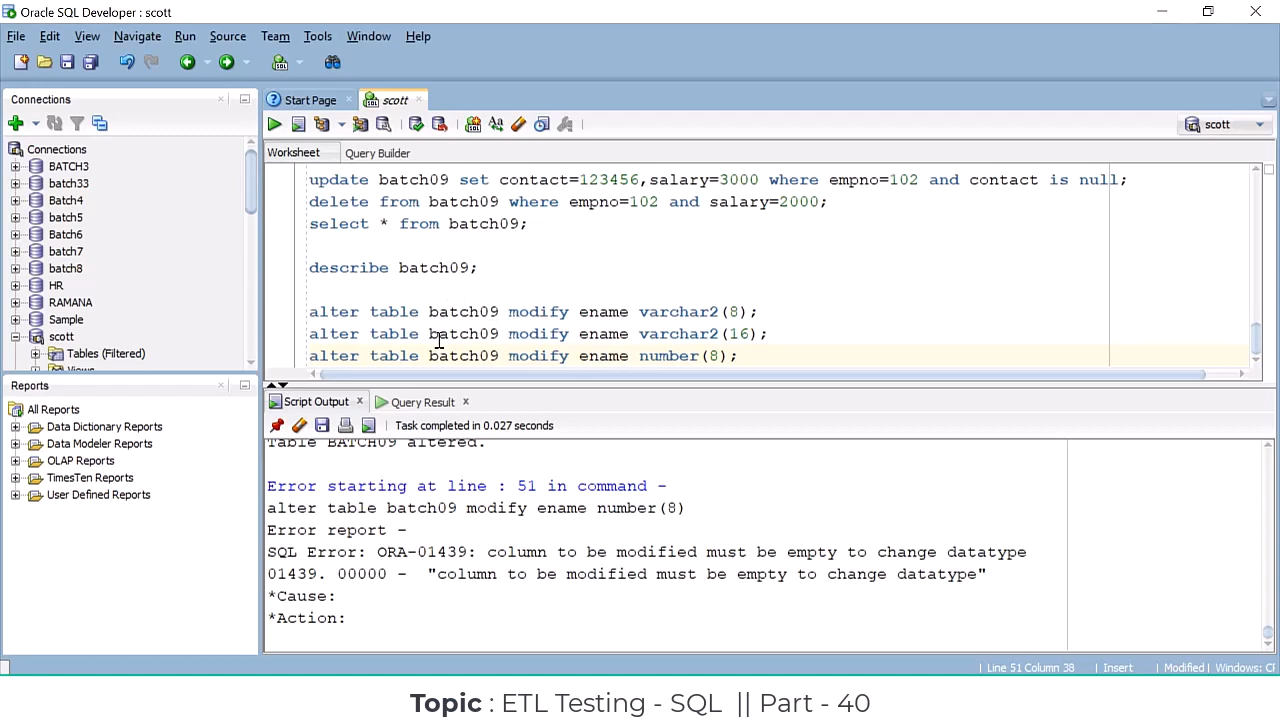 Oracle SQL Developer : scott
File Edit View Navigate Run Source Team Tools Window Help
Connections
Start Page
scott
scott
Worksheet
Query Builder
Connections
BATCH3
batch33
Batch4
batch5
Batch6
batch7
batch8
HR
RAMANA
Sample
scott
Tables (Filtered)
Views
update batch09 set contact=123456,salary=3000 where empno=102 and contact is null;
delete from batch09 where empno=102 and salary=2000;
select * from batch09;
describe batch09;
alter table batch09 modify ename varchar2(8);
alter table batch09 modify ename varchar2(16);
alter table batch09 modify ename number(8);
Reports
All Reports
Data Dictionary Reports
Data Modeler Reports
OLAP Reports
TimesTen Reports
User Defined Reports
Script Output
Query Result
Task completed in 0.027 seconds
Table BATCH09 altered.
Error starting at line : 51 in command -
alter table batch09 modify ename number(8)
Error report -
SQL Error: ORA-01439: column to be modified must be empty to change datatype
01439. 00000 - "column to be modified must be empty to change datatype"
*Cause:
*Action:
Line 51 Column 38 Insert Modified Windows: CF
Topic : ETL Testing - SQL || Part - 40